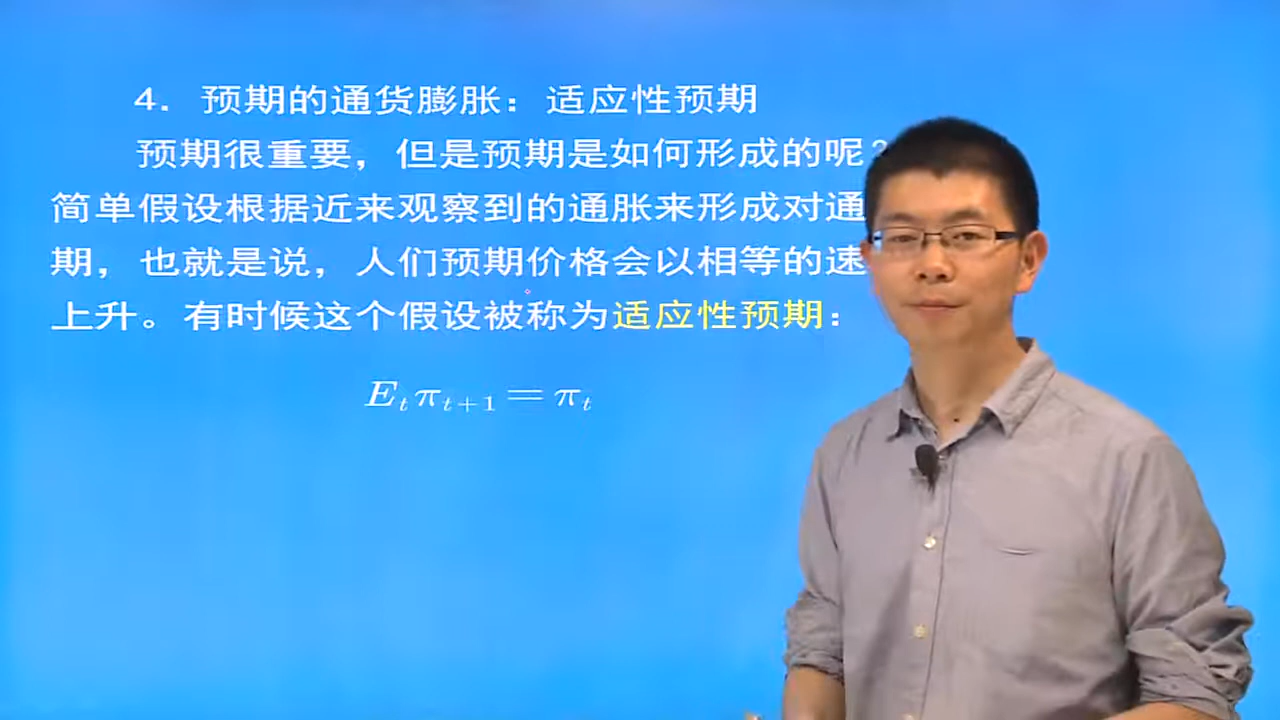 4. 预期的通货膨胀：适应性预期
预期很重要，但是预期是如何形成的呢？
简单假设根据近来观察到的通胀来形成对通
期，也就是说，人们预期价格会以相等的速
上升。有时候这个假设被称为适应性预期：
E_t π_{t+1} = π_t